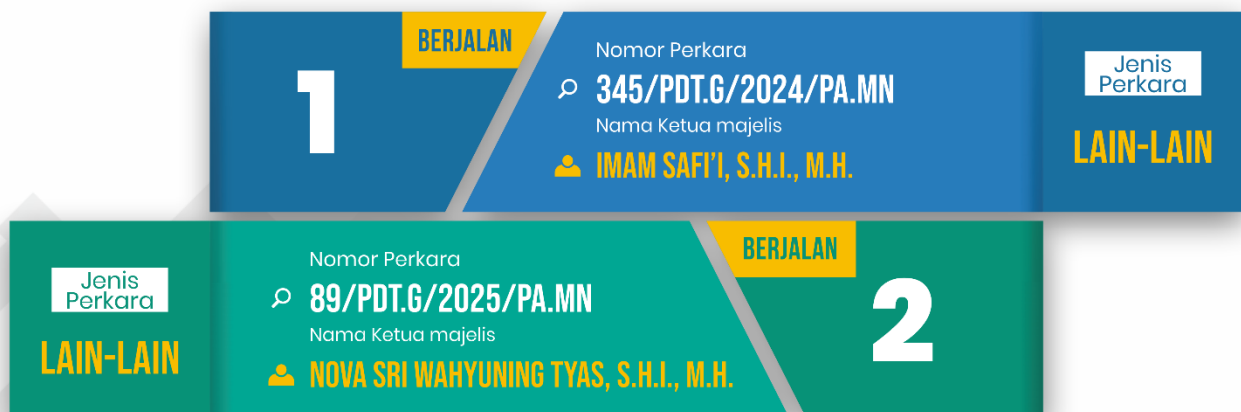 1
BERJALAN
Nomor Perkara
345/PDT.G/2024/PA.MN
Nama Ketua majelis
IMAM SAFI'I, S.H.I., M.H.
Jenis
Perkara
LAIN-LAIN
Jenis
Perkara
LAIN-LAIN
Nomor Perkara
89/PDT.G/2025/PA.MN
Nama Ketua majelis
NOVA SRI WAHYUNING TYAS, S.H.I., M.H.
BERJALAN
2